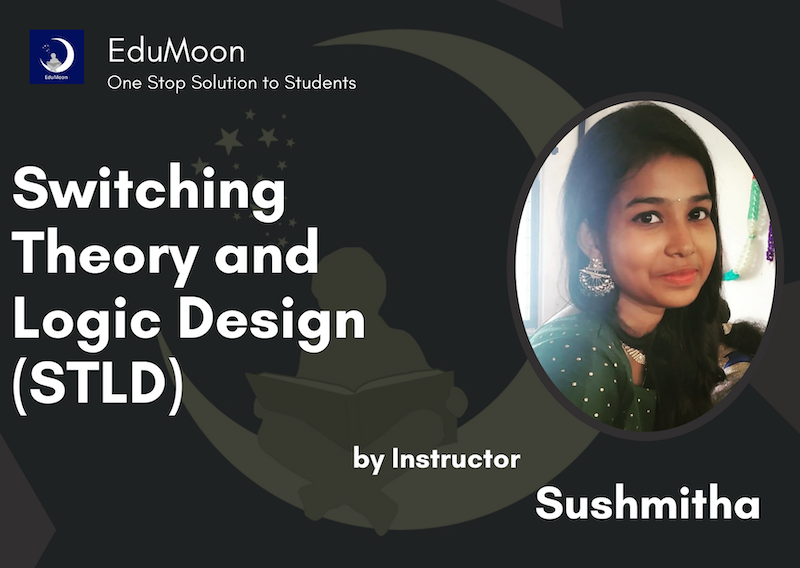 EduMoon
One Stop Solution to Students
EduMoon
Switching
Theory and
Logic Design
(STLD)
by Instructor
Sushmitha